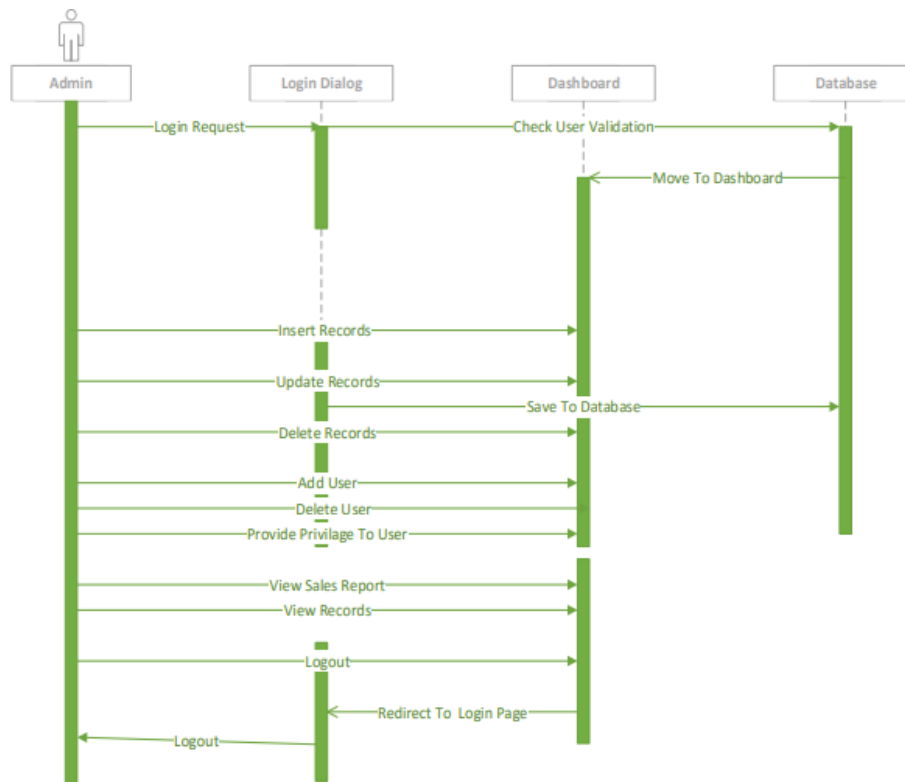 Admin
Login Dialog
Dashboard
Database
Login Request
Check User Validation
Move To Dashboard
Insert Records
Update Records
Save To Database
Delete Records
Add User
Delete User
Provide Privilage To User
View Sales Report
View Records
Logout
Redirect To Login Page
Logout